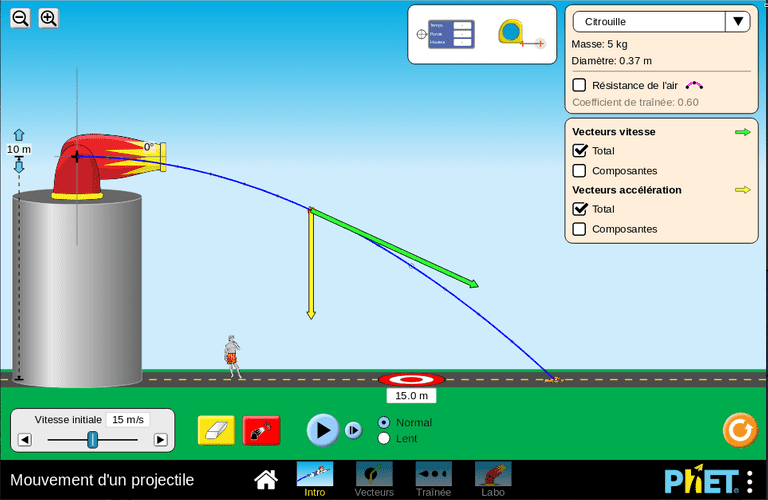 Temps
Portée
Hauteur
Citrouille
Masse: 5 kg
Diamètre: 0.37 m
Résistance de l'air
Coefficient de traînée: 0.60
Vecteurs vitesse
Total
Composantes
Vecteurs accélération
Total
Composantes
0°
10 m
15.0 m
Vitesse initiale 15 m/s
Normal
Lent
Mouvement d'un projectile
Intro
Vecteurs
Traînée
Labo
PhET